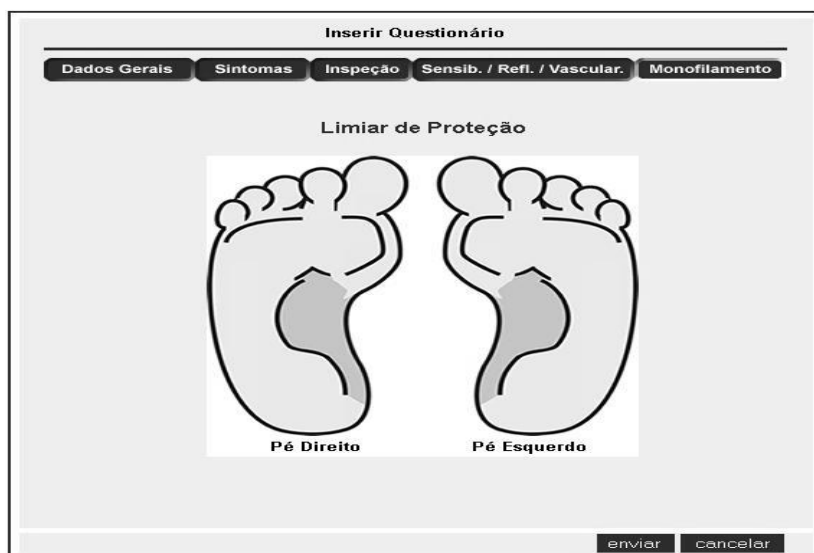 Inserir Questionário
Dados Gerais Sintomas Inspeção Sensib. / Refl. / Vascular. Monofilamento
Limiar de Proteção
Pé Direito Pé Esquerdo
enviar cancelar